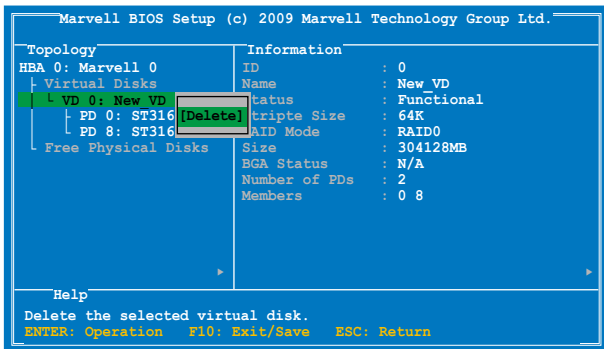 Marvell BIOS Setup (c) 2009 Marvell Technology Group Ltd.
Topology
HBA 0: Marvell 0
Virtual Disks
VD 0: New_VD
PD 0: ST316
PD 8: ST316
Free Physical Disks
[Delete]
Information
ID : 0
Name : New_VD
tatus : Functional
tripte Size : 64K
AID Mode : RAID0
Size : 304128MB
BGA Status : N/A
Number of PDs : 2
Members : 0 8
Help
Delete the selected virtual disk.
ENTER: Operation F10: Exit/Save ESC: Return